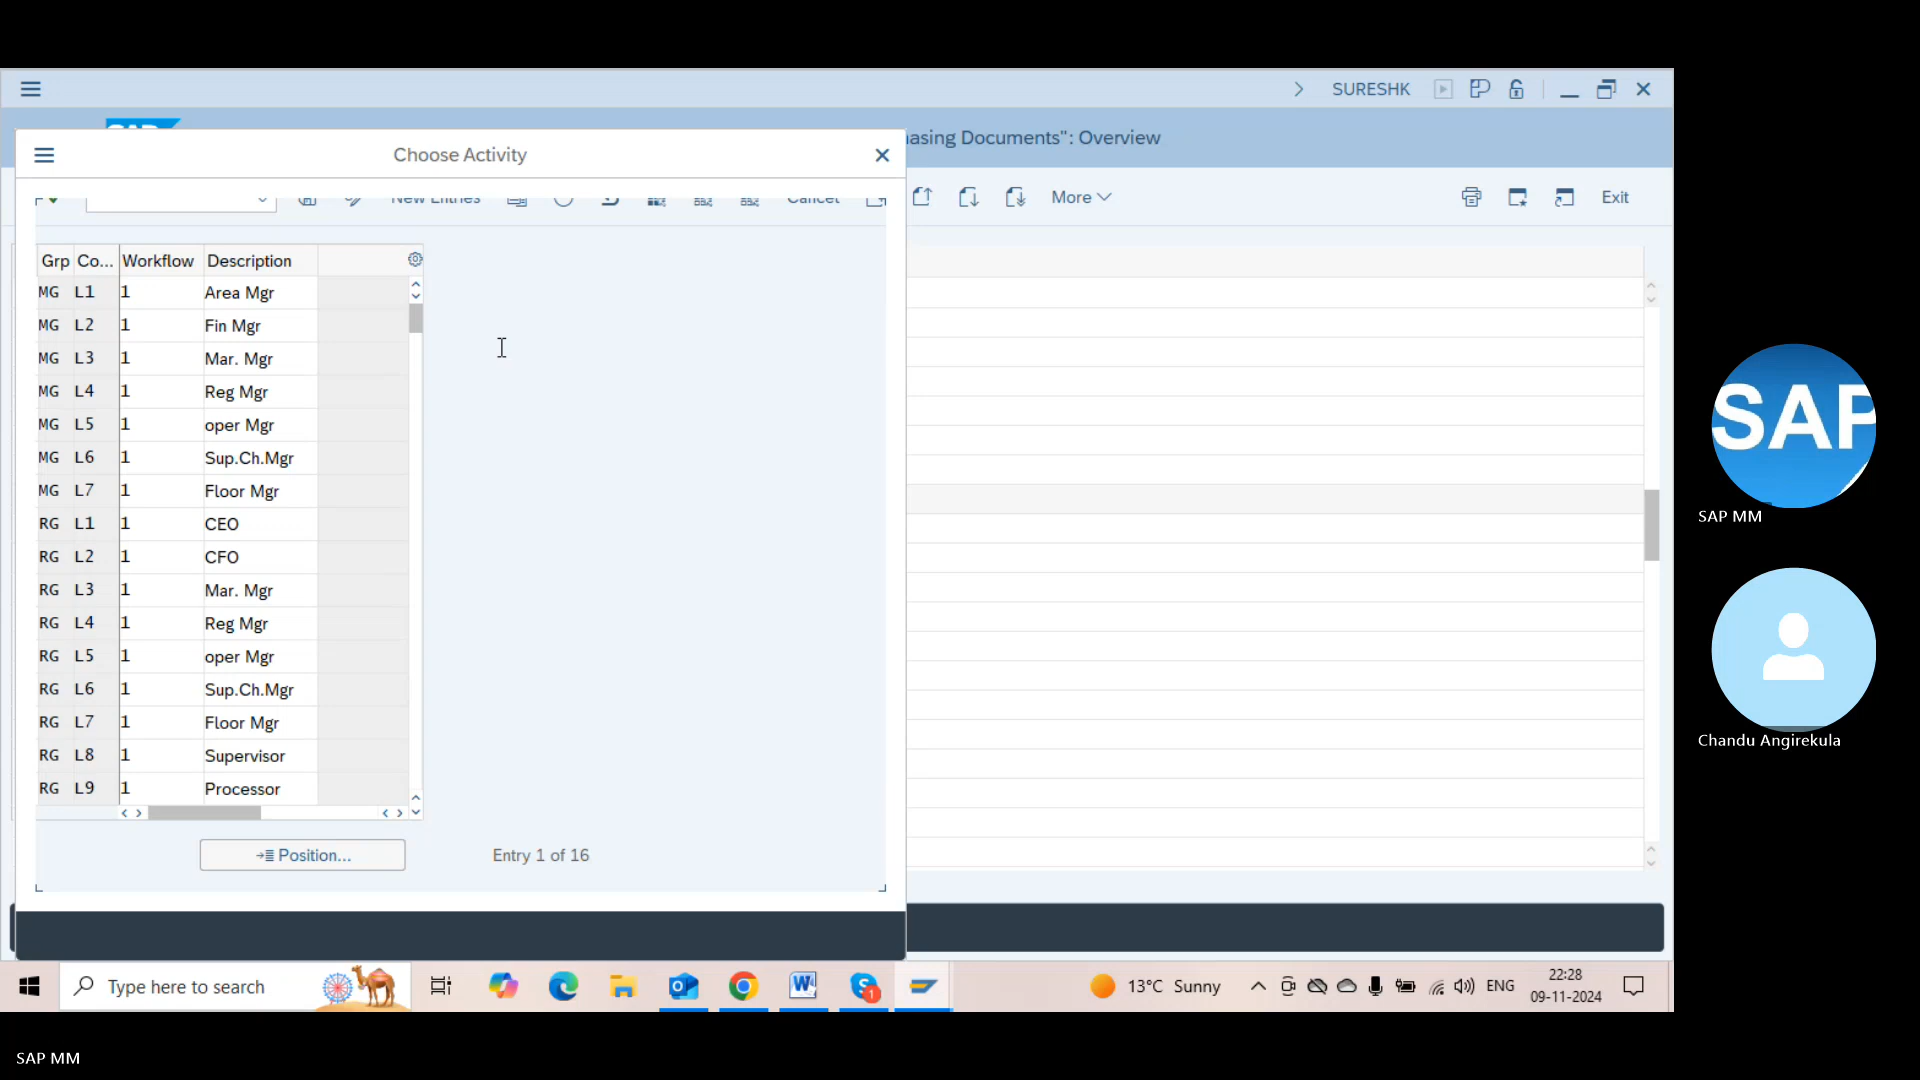 SURESHK
SAP
Choose Activity
asing Documents": Overview
New Entries
Cancel
More
Exit
Grp Co... Workflow Description
MG L1 1 Area Mgr
MG L2 1 Fin Mgr
MG L3 1 Mar. Mgr
MG L4 1 Reg Mgr
MG L5 1 oper Mgr
MG L6 1 Sup.Ch.Mgr
MG L7 1 Floor Mgr
RG L1 1 CEO
RG L2 1 CFO
RG L3 1 Mar. Mgr
RG L4 1 Reg Mgr
RG L5 1 oper Mgr
RG L6 1 Sup.Ch.Mgr
RG L7 1 Floor Mgr
RG L8 1 Supervisor
RG L9 1 Processor
Position...
Entry 1 of 16
SAP
SAP MM
Chandu Angirekula
Type here to search
13°C Sunny
ENG
22:28
09-11-2024
SAP MM